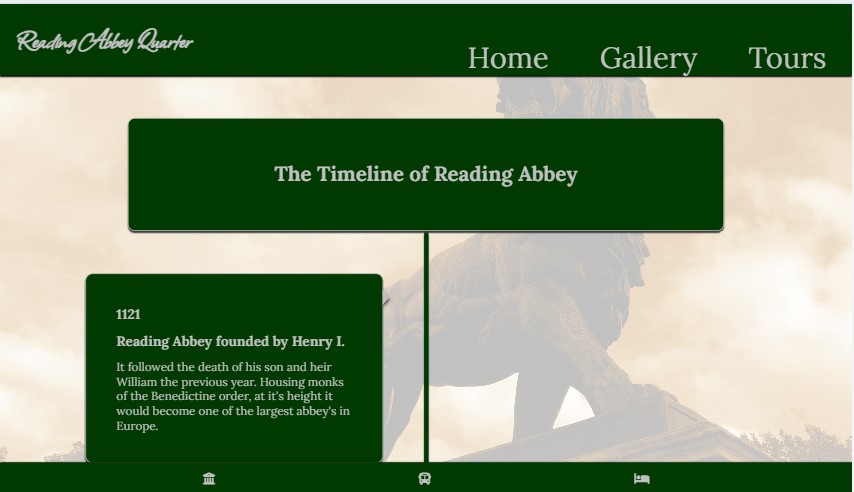 Reading Abbey Quarter
Home Gallery Tours
The Timeline of Reading Abbey
1121
Reading Abbey founded by Henry I.
It followed the death of his son and heir
William the previous year. Housing monks
of the Benedictine order, at it's height it
would become one of the largest abbey's in
Europe.